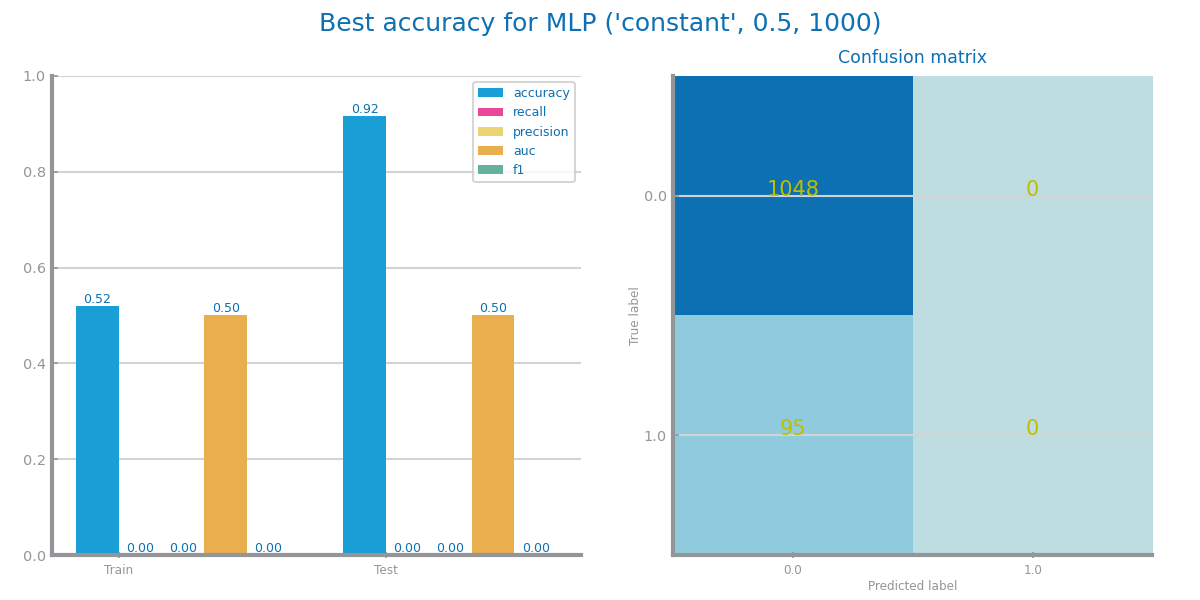 Best accuracy for MLP ('constant', 0.5, 1000)
1.0
0.8
0.6
0.4
0.2
0.0
accuracy
recall
precision
auc
f1
0.52
0.00
0.00
0.50
0.00
0.92
0.00
0.00
0.50
0.00
Train
Test
Confusion matrix
True label
0.0
1.0
1048
0
95
0
0.0
1.0
Predicted label